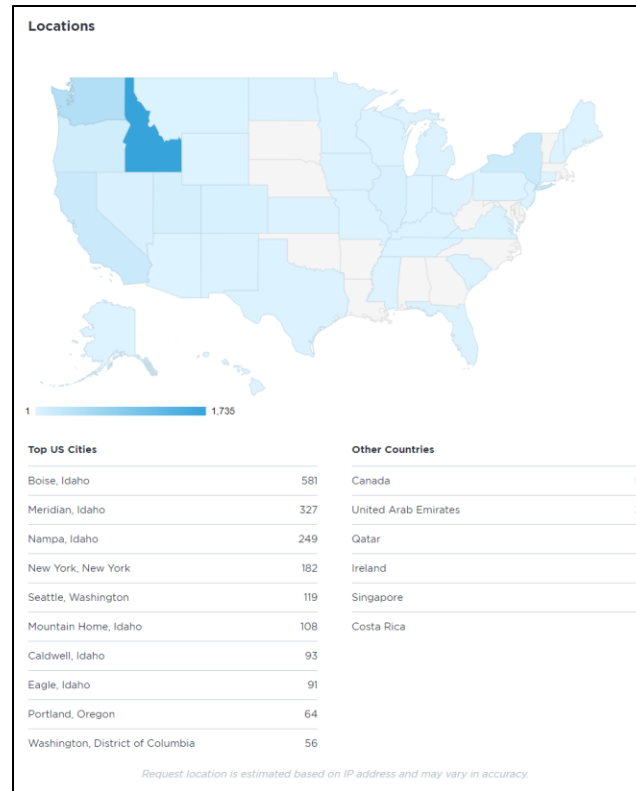 Locations
1 1,735
Top US Cities
Other Countries
Boise, Idaho 581
Canada
Meridian, Idaho 327
United Arab Emirates
Nampa, Idaho 249
Qatar
New York, New York 182
Ireland
Seattle, Washington 119
Singapore
Mountain Home, Idaho 108
Costa Rica
Caldwell, Idaho 93
Eagle, Idaho 91
Portland, Oregon 64
Washington, District of Columbia 56
Request location is estimated based on IP address and may vary in accuracy.